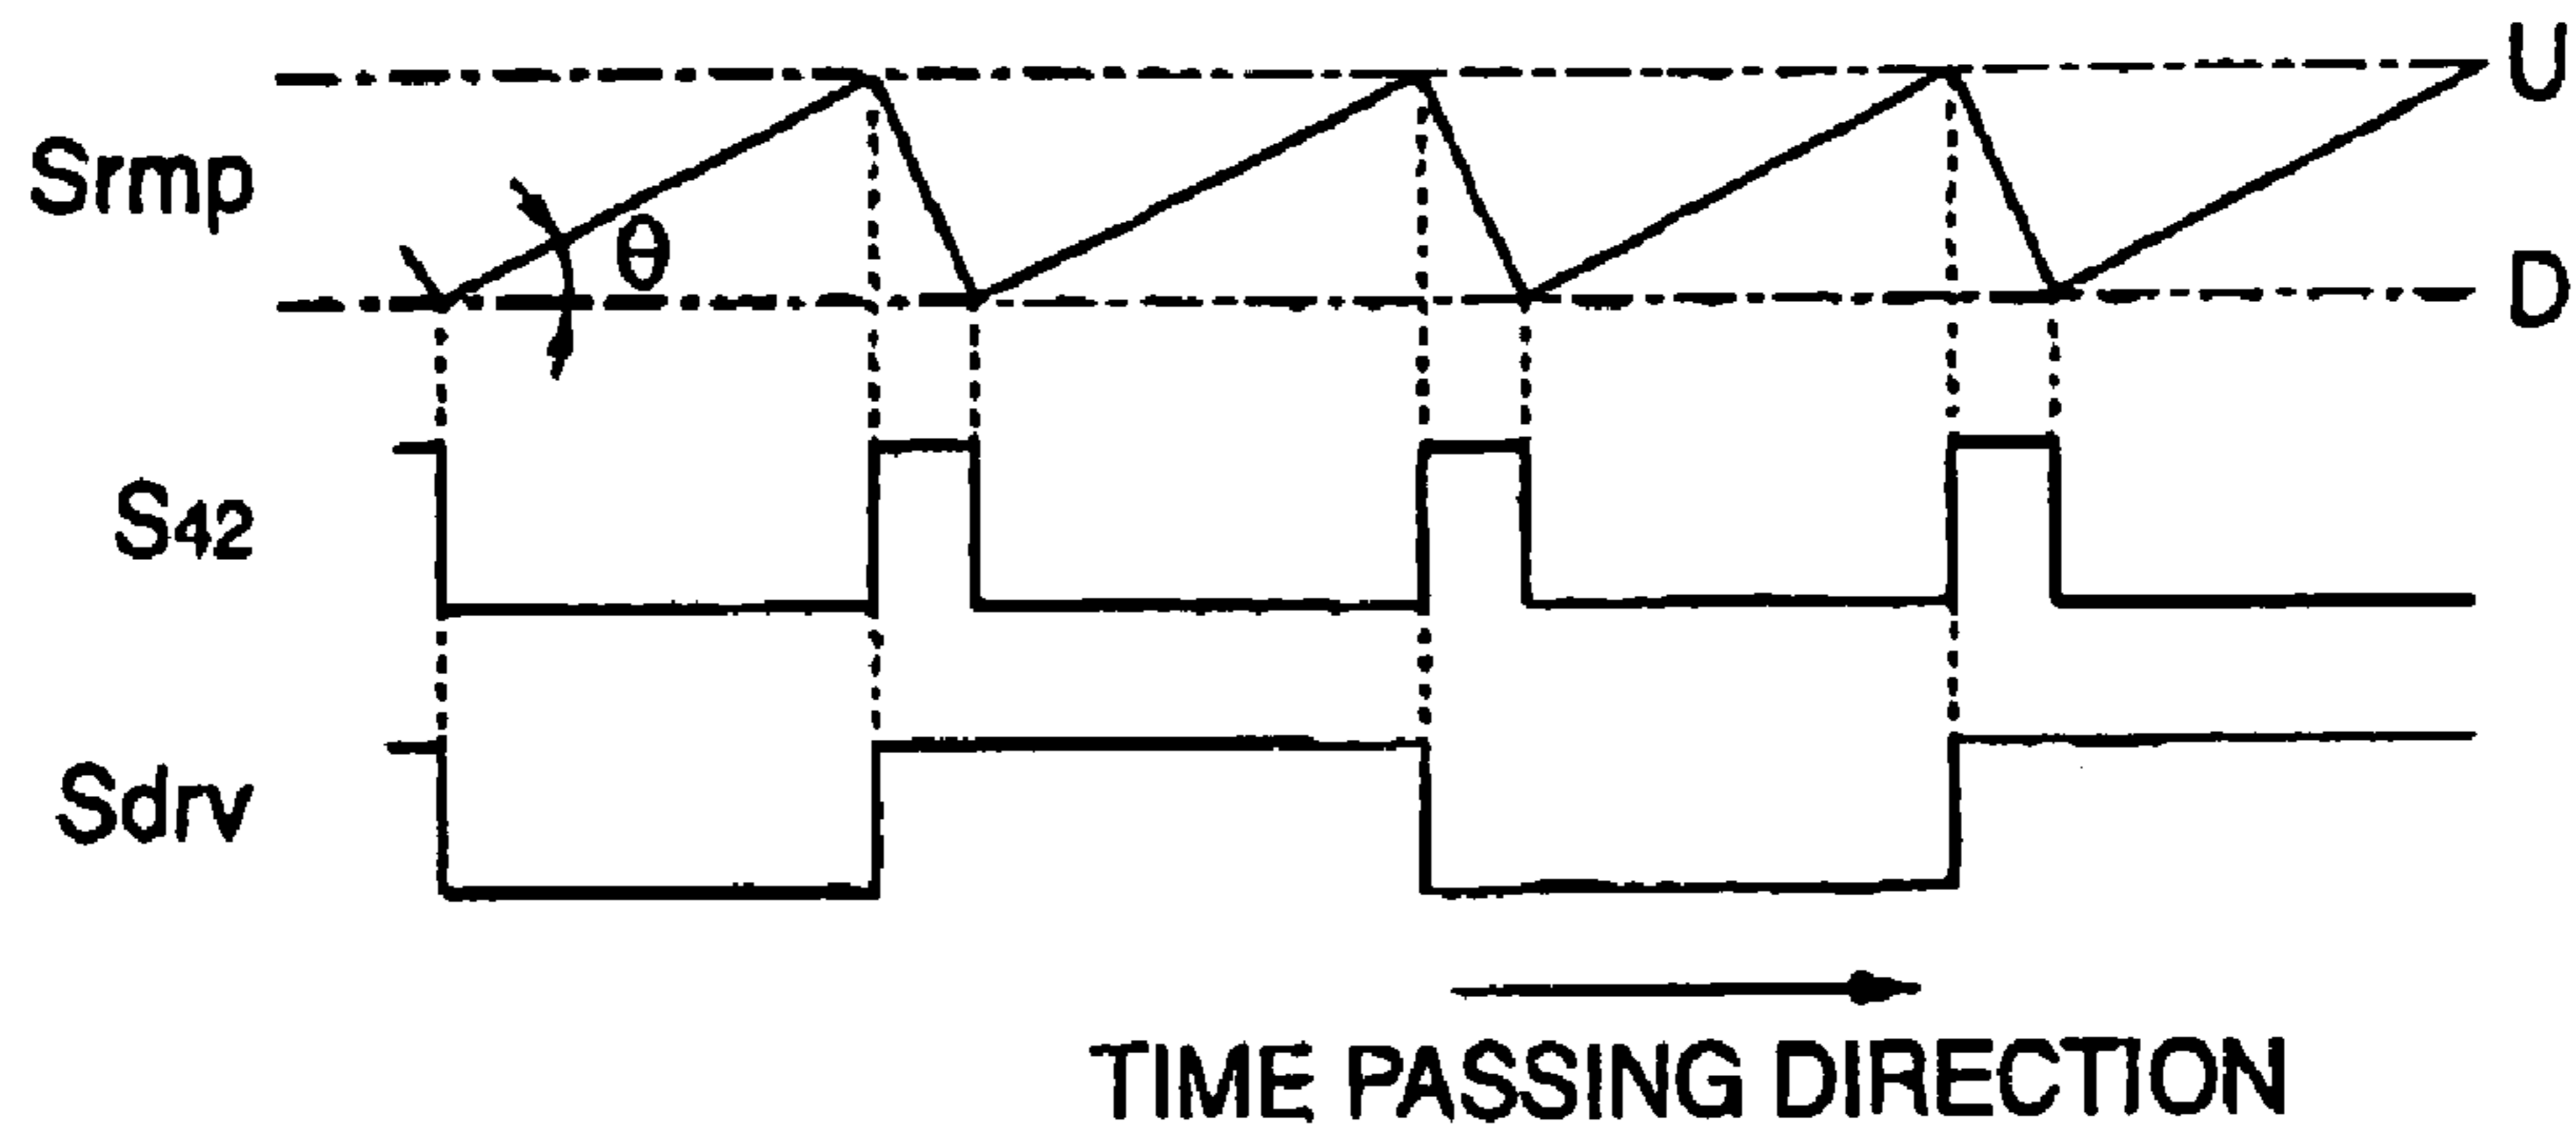 U
Srmp
θ
D
S42
Sdrv
TIME PASSING DIRECTION